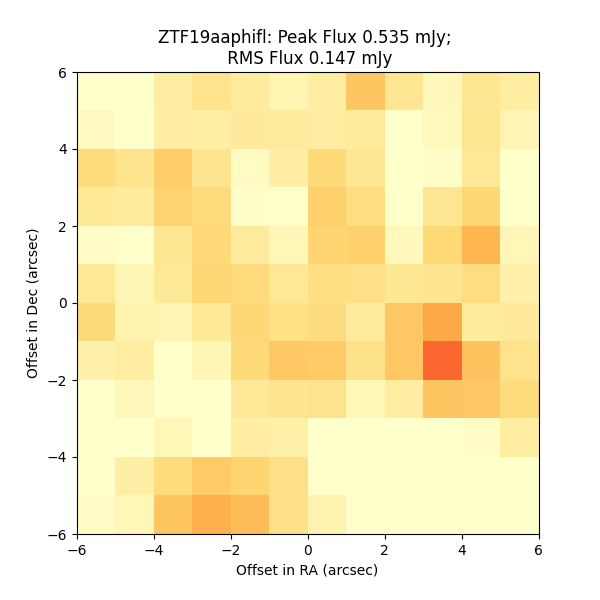 ZTF19aaphifl: Peak Flux 0.535 mJy;
RMS Flux 0.147 mJy
6
4
2
0
−2
−4
−6
Offset in Dec (arcsec)
−6 −4 −2 0 2 4 6
Offset in RA (arcsec)